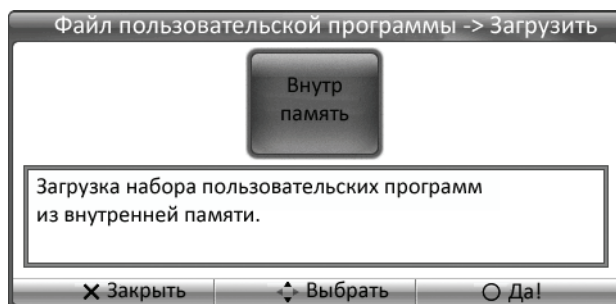 Файл пользовательской программы -> Загрузить
Внутр
память
Загрузка набора пользовательских программ
из внутренней памяти.
Закрыть Выбрать Да!